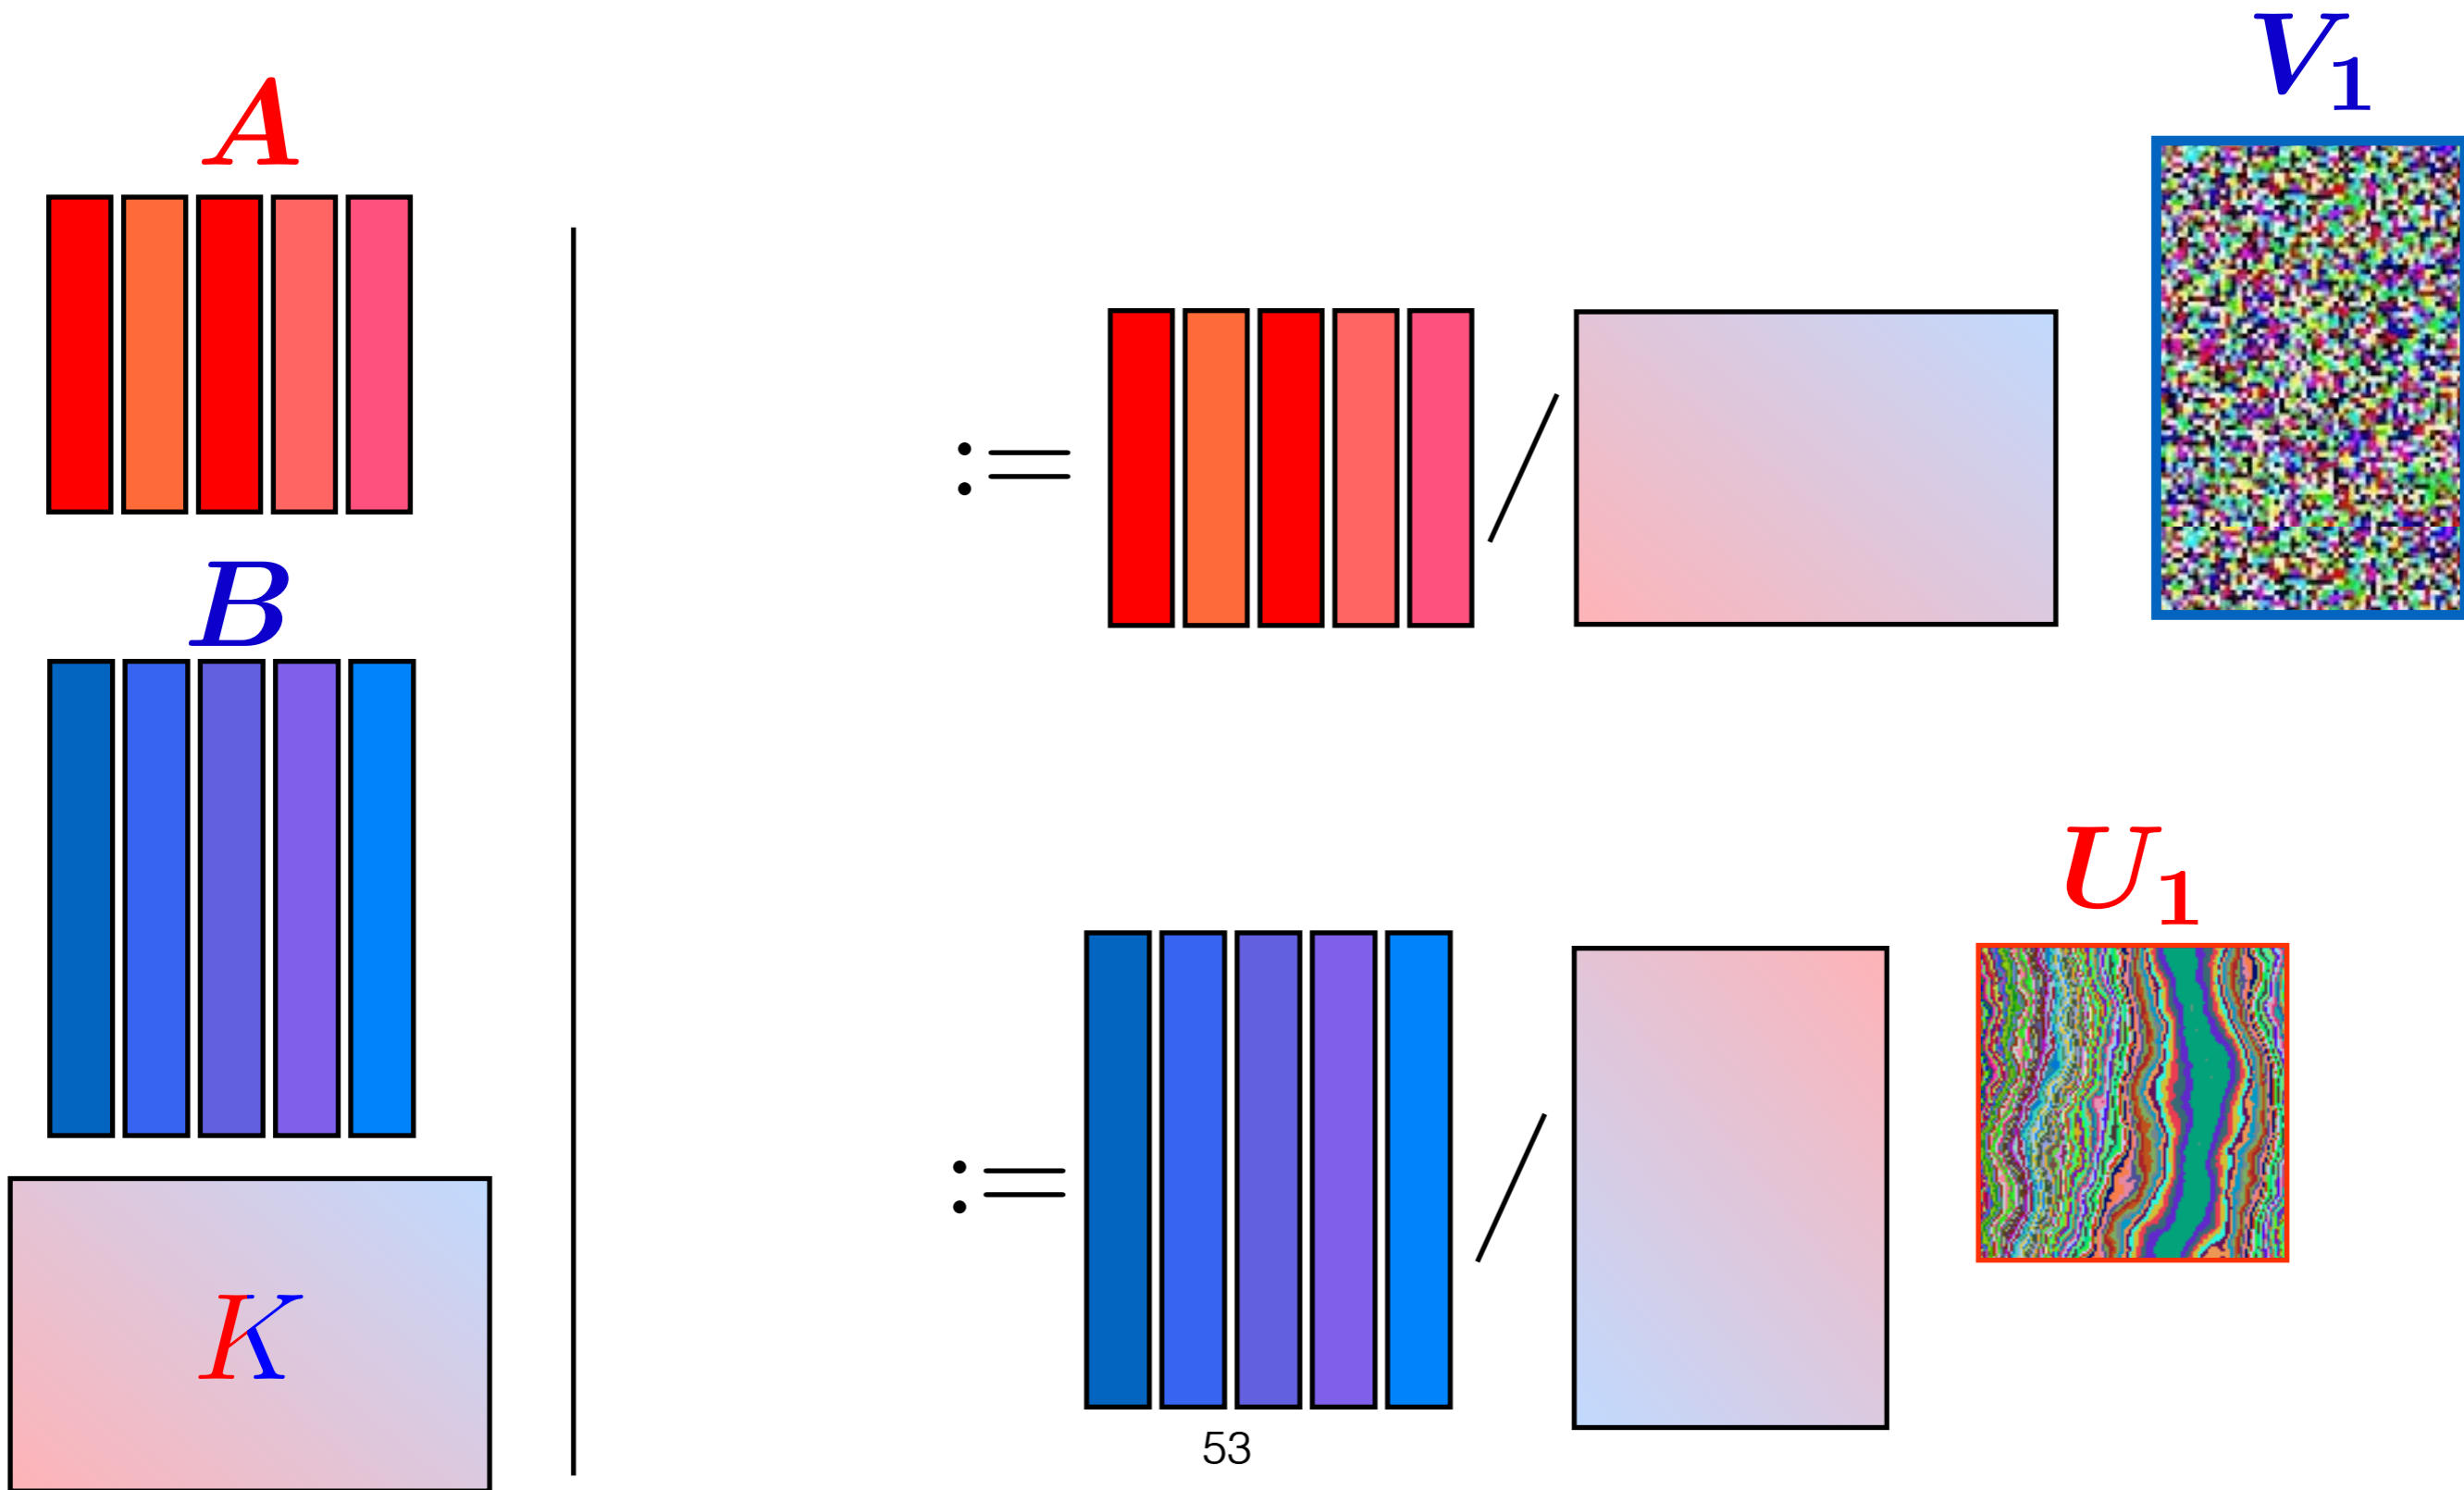 A
B
K
:=
/
V₁
:=
/
U₁
53